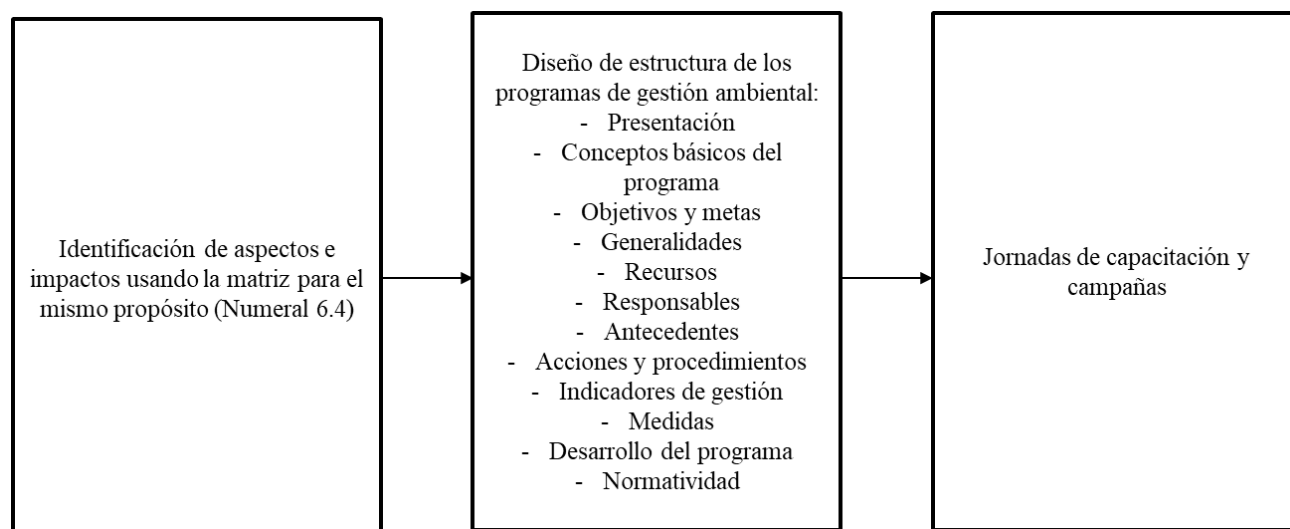 Identificación de aspectos e
impactos usando la matriz para el
mismo propósito (Numeral 6.4)
Diseño de estructura de los
programas de gestión ambiental:
- Presentación
- Conceptos básicos del
programa
- Objetivos y metas
- Generalidades
- Recursos
- Responsables
- Antecedentes
- Acciones y procedimientos
- Indicadores de gestión
- Medidas
- Desarrollo del programa
- Normatividad
Jornadas de capacitación y
campañas